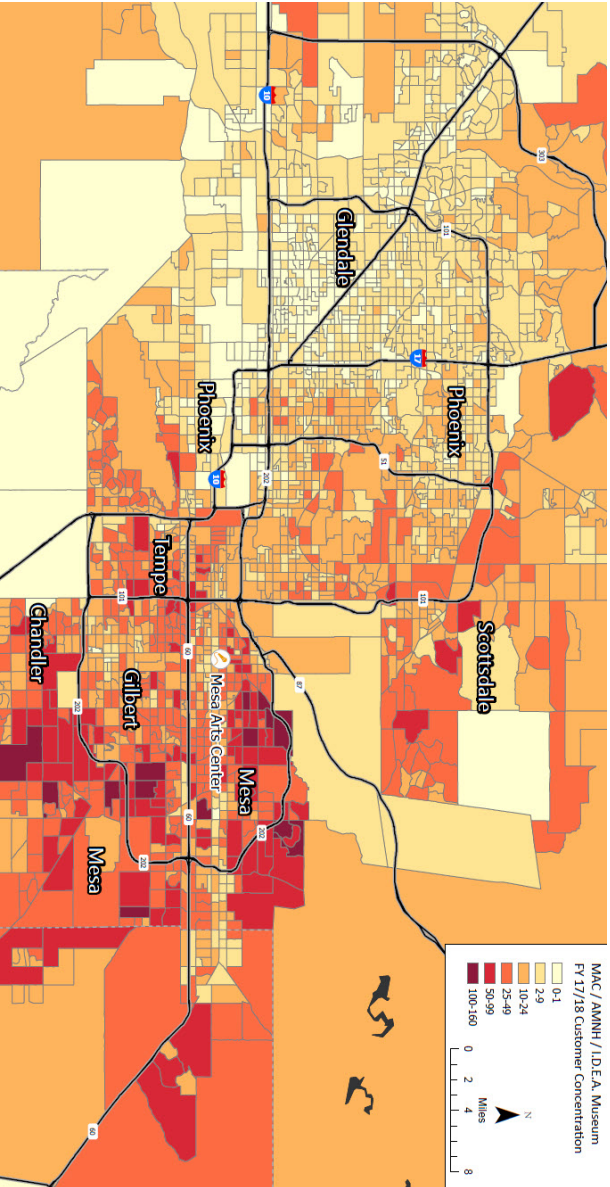 MAC / AMNH / I.D.E.A. Museum
FY 17/18 Customer Concentration
0-1
2-9
10-24
25-49
50-99
100-160
N
Miles
0 2 4 8
303
Scottsdale
Phoenix
101
101
17
51
Glendale
87
10
202
202
Mesa
10
Mesa Arts Center
Phoenix
60
60
Tempe
202
Gilbert
101
Mesa
60
202
Chandler